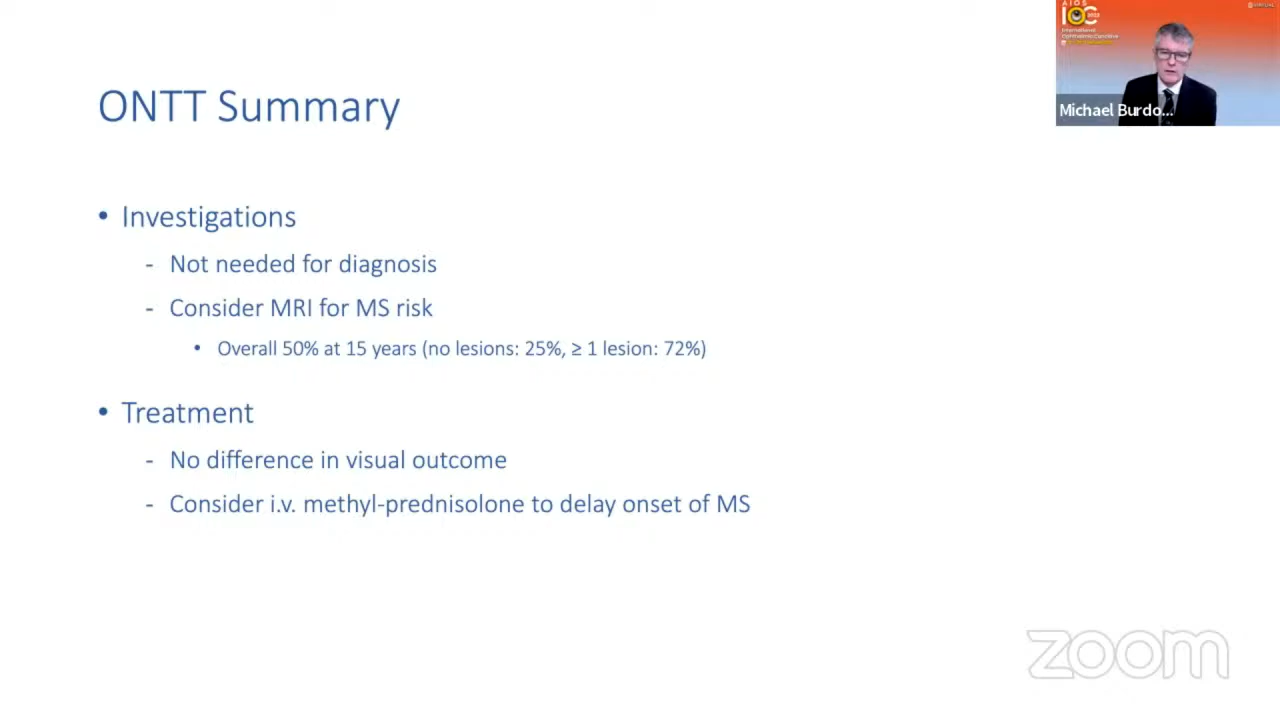 ONTT Summary
• Investigations
- Not needed for diagnosis
- Consider MRI for MS risk
• Overall 50% at 15 years (no lesions: 25%, ≥ 1 lesion: 72%)
• Treatment
- No difference in visual outcome
- Consider i.v. methyl-prednisolone to delay onset of MS
AIOS
IOC
Michael Burdo...
zoom